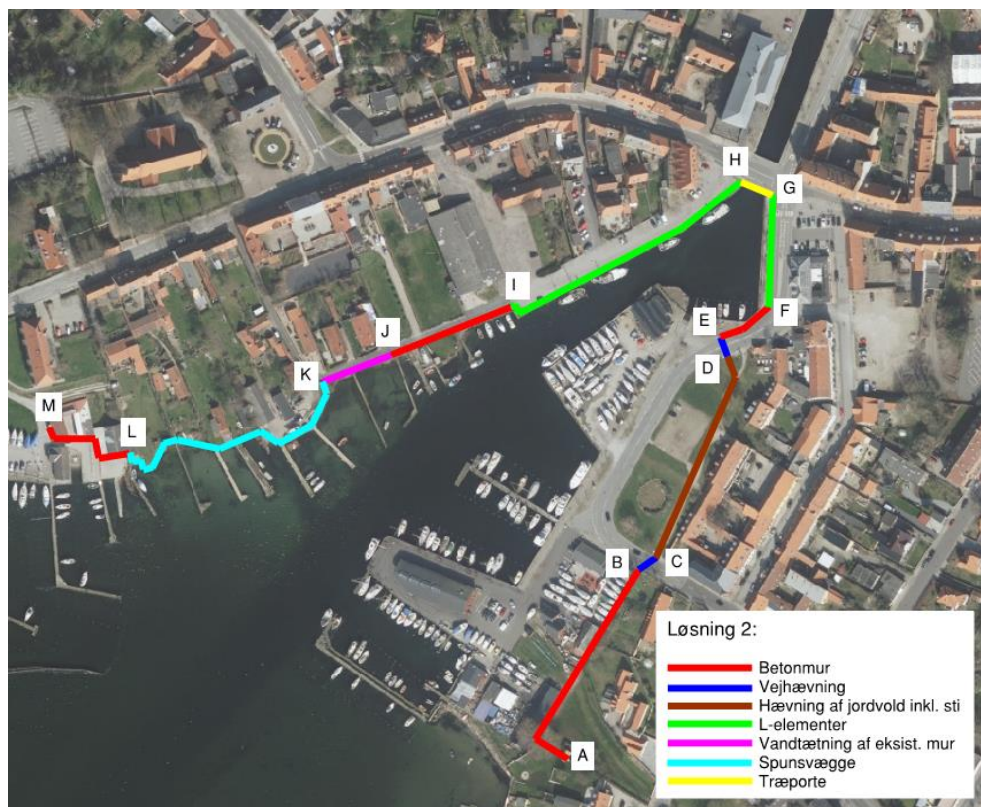 H
G
I
F
E
J
D
K
M
L
B
C
A
Løsning 2:
Betonmur
Vejhævning
Hævning af jordvold inkl. sti
L-elementer
Vandtætning af eksist. mur
Spunsvægge
Træporte